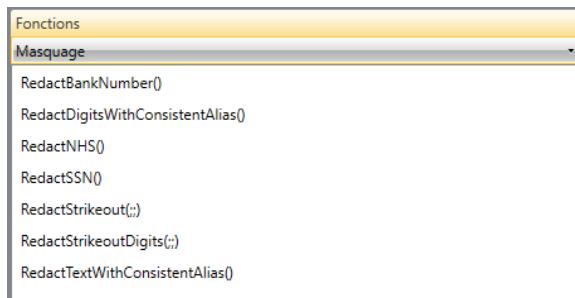 Fonctions
Masquage
RedactBankNumber()
RedactDigitsWithConsistentAlias()
RedactNHS()
RedactSSN()
RedactStrikeout(;;)
RedactStrikeoutDigits(;;)
RedactTextWithConsistentAlias()